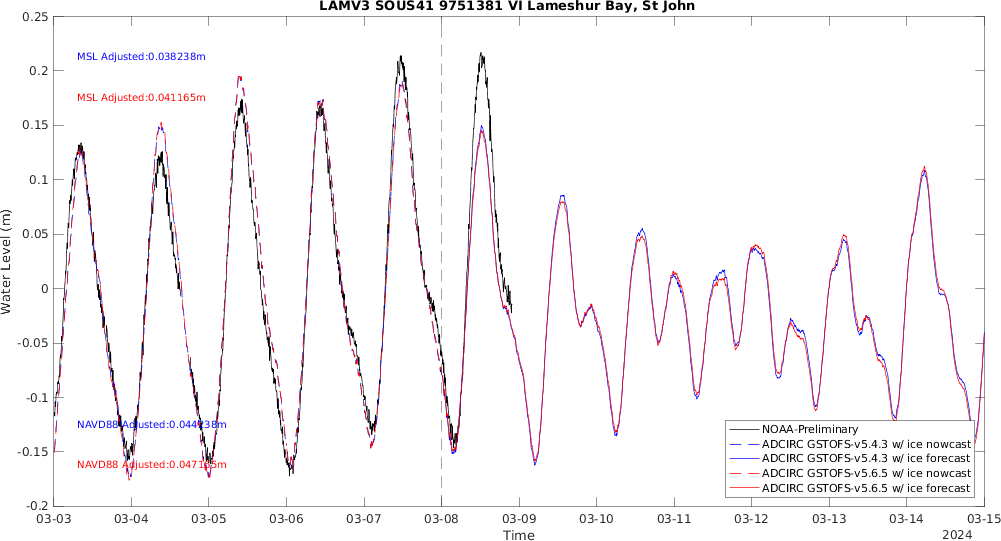 LAMV3 SOUS41 9751381 VI Lameshur Bay, St John
0.25
0.2
0.15
0.1
0.05
0
-0.05
-0.1
-0.15
-0.2
Water Level (m)
MSL Adjusted:0.038238m
MSL Adjusted:0.041165m
NAVD88 Adjusted:
NAVD88 Adjusted:
NOAA-Preliminary
ADCIRC GSTOFS-v5.4.3 w/ ice nowcast
ADCIRC GSTOFS-v5.4.3 w/ ice forecast
ADCIRC GSTOFS-v5.6.5 w/ ice nowcast
ADCIRC GSTOFS-v5.6.5 w/ ice forecast
03-03 03-04 03-05 03-06 03-07 03-08 03-09 03-10 03-11 03-12 03-13 03-14 03-15
Time
2024